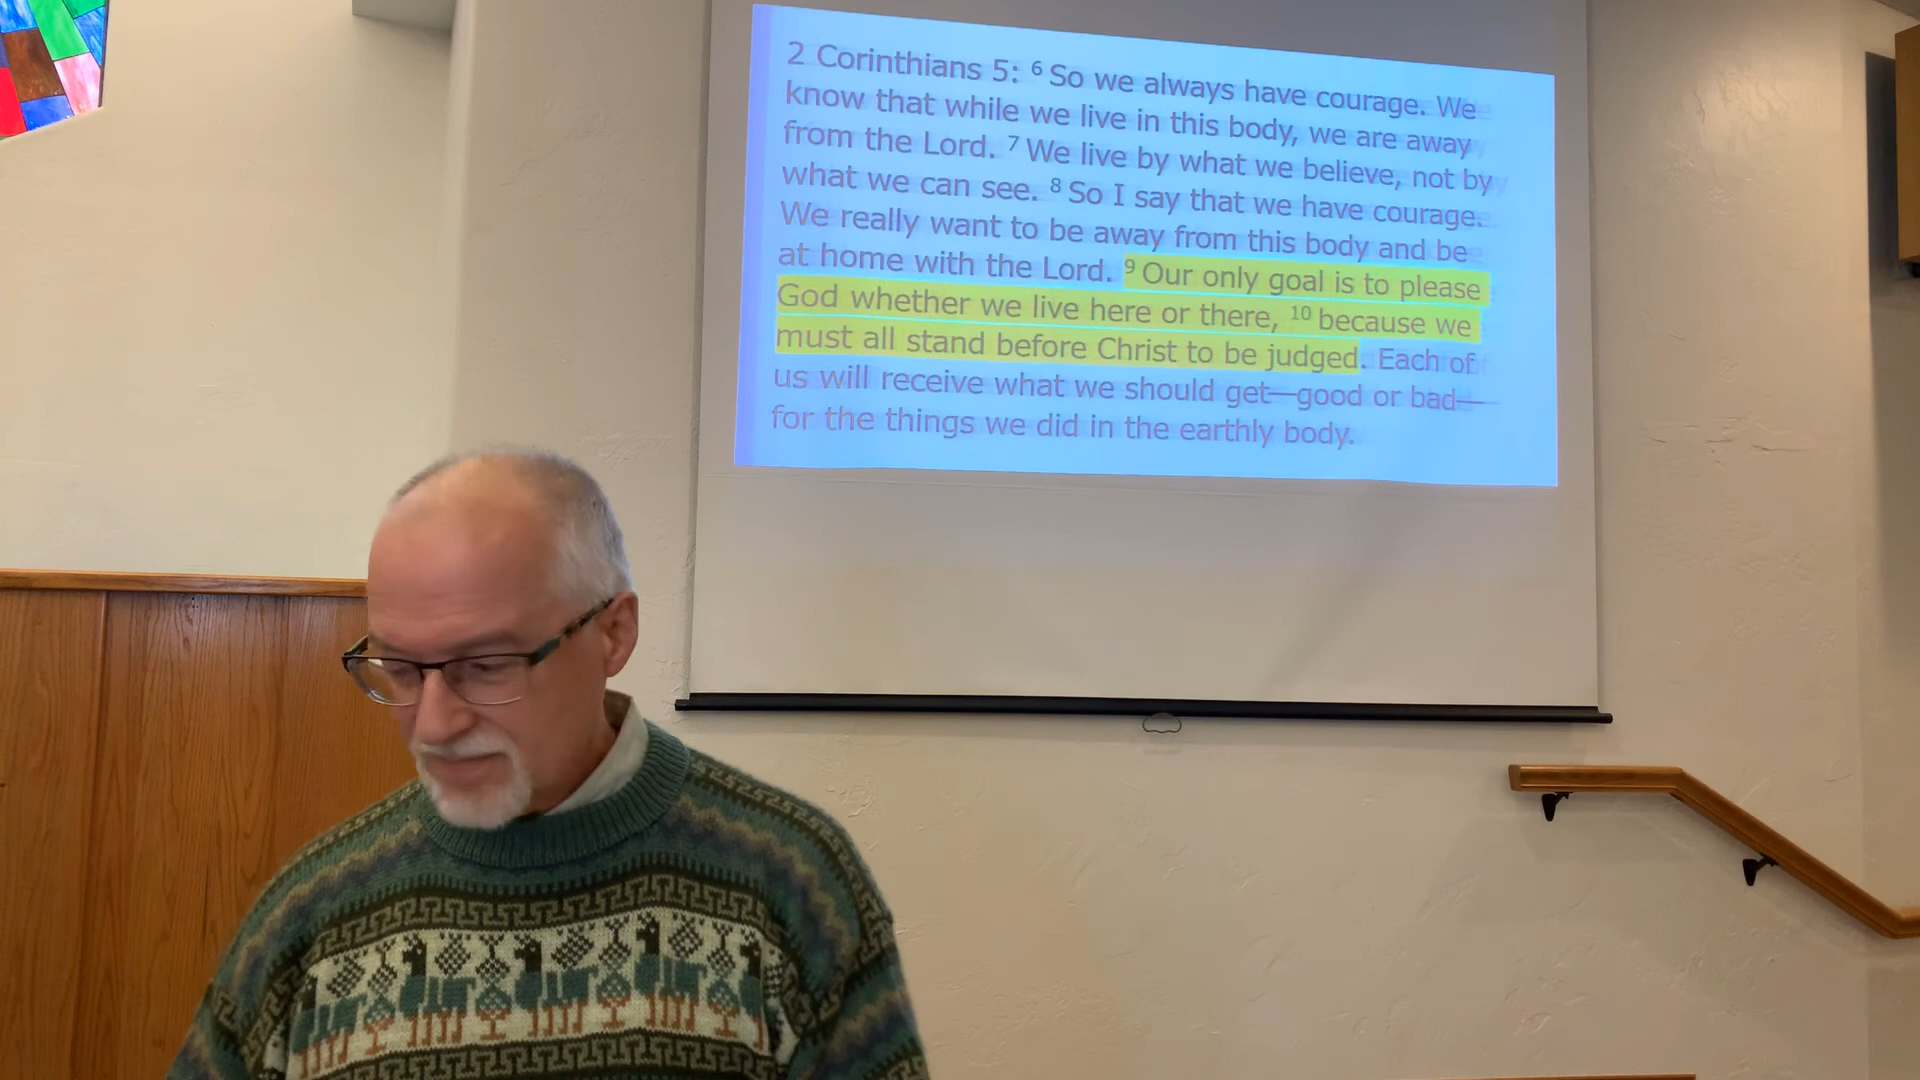 2 Corinthians 5: ⁶ So we always have courage. We
know that while we live in this body, we are away
from the Lord. ⁷ We live by what we believe, not by
what we can see. ⁸ So I say that we have courage.
We really want to be away from this body and be
at home with the Lord. ⁹ Our only goal is to please
God whether we live here or there, ¹⁰ because we
must all stand before Christ to be judged. Each of
us will receive what we should get—good or bad—
for the things we did in the earthly body.